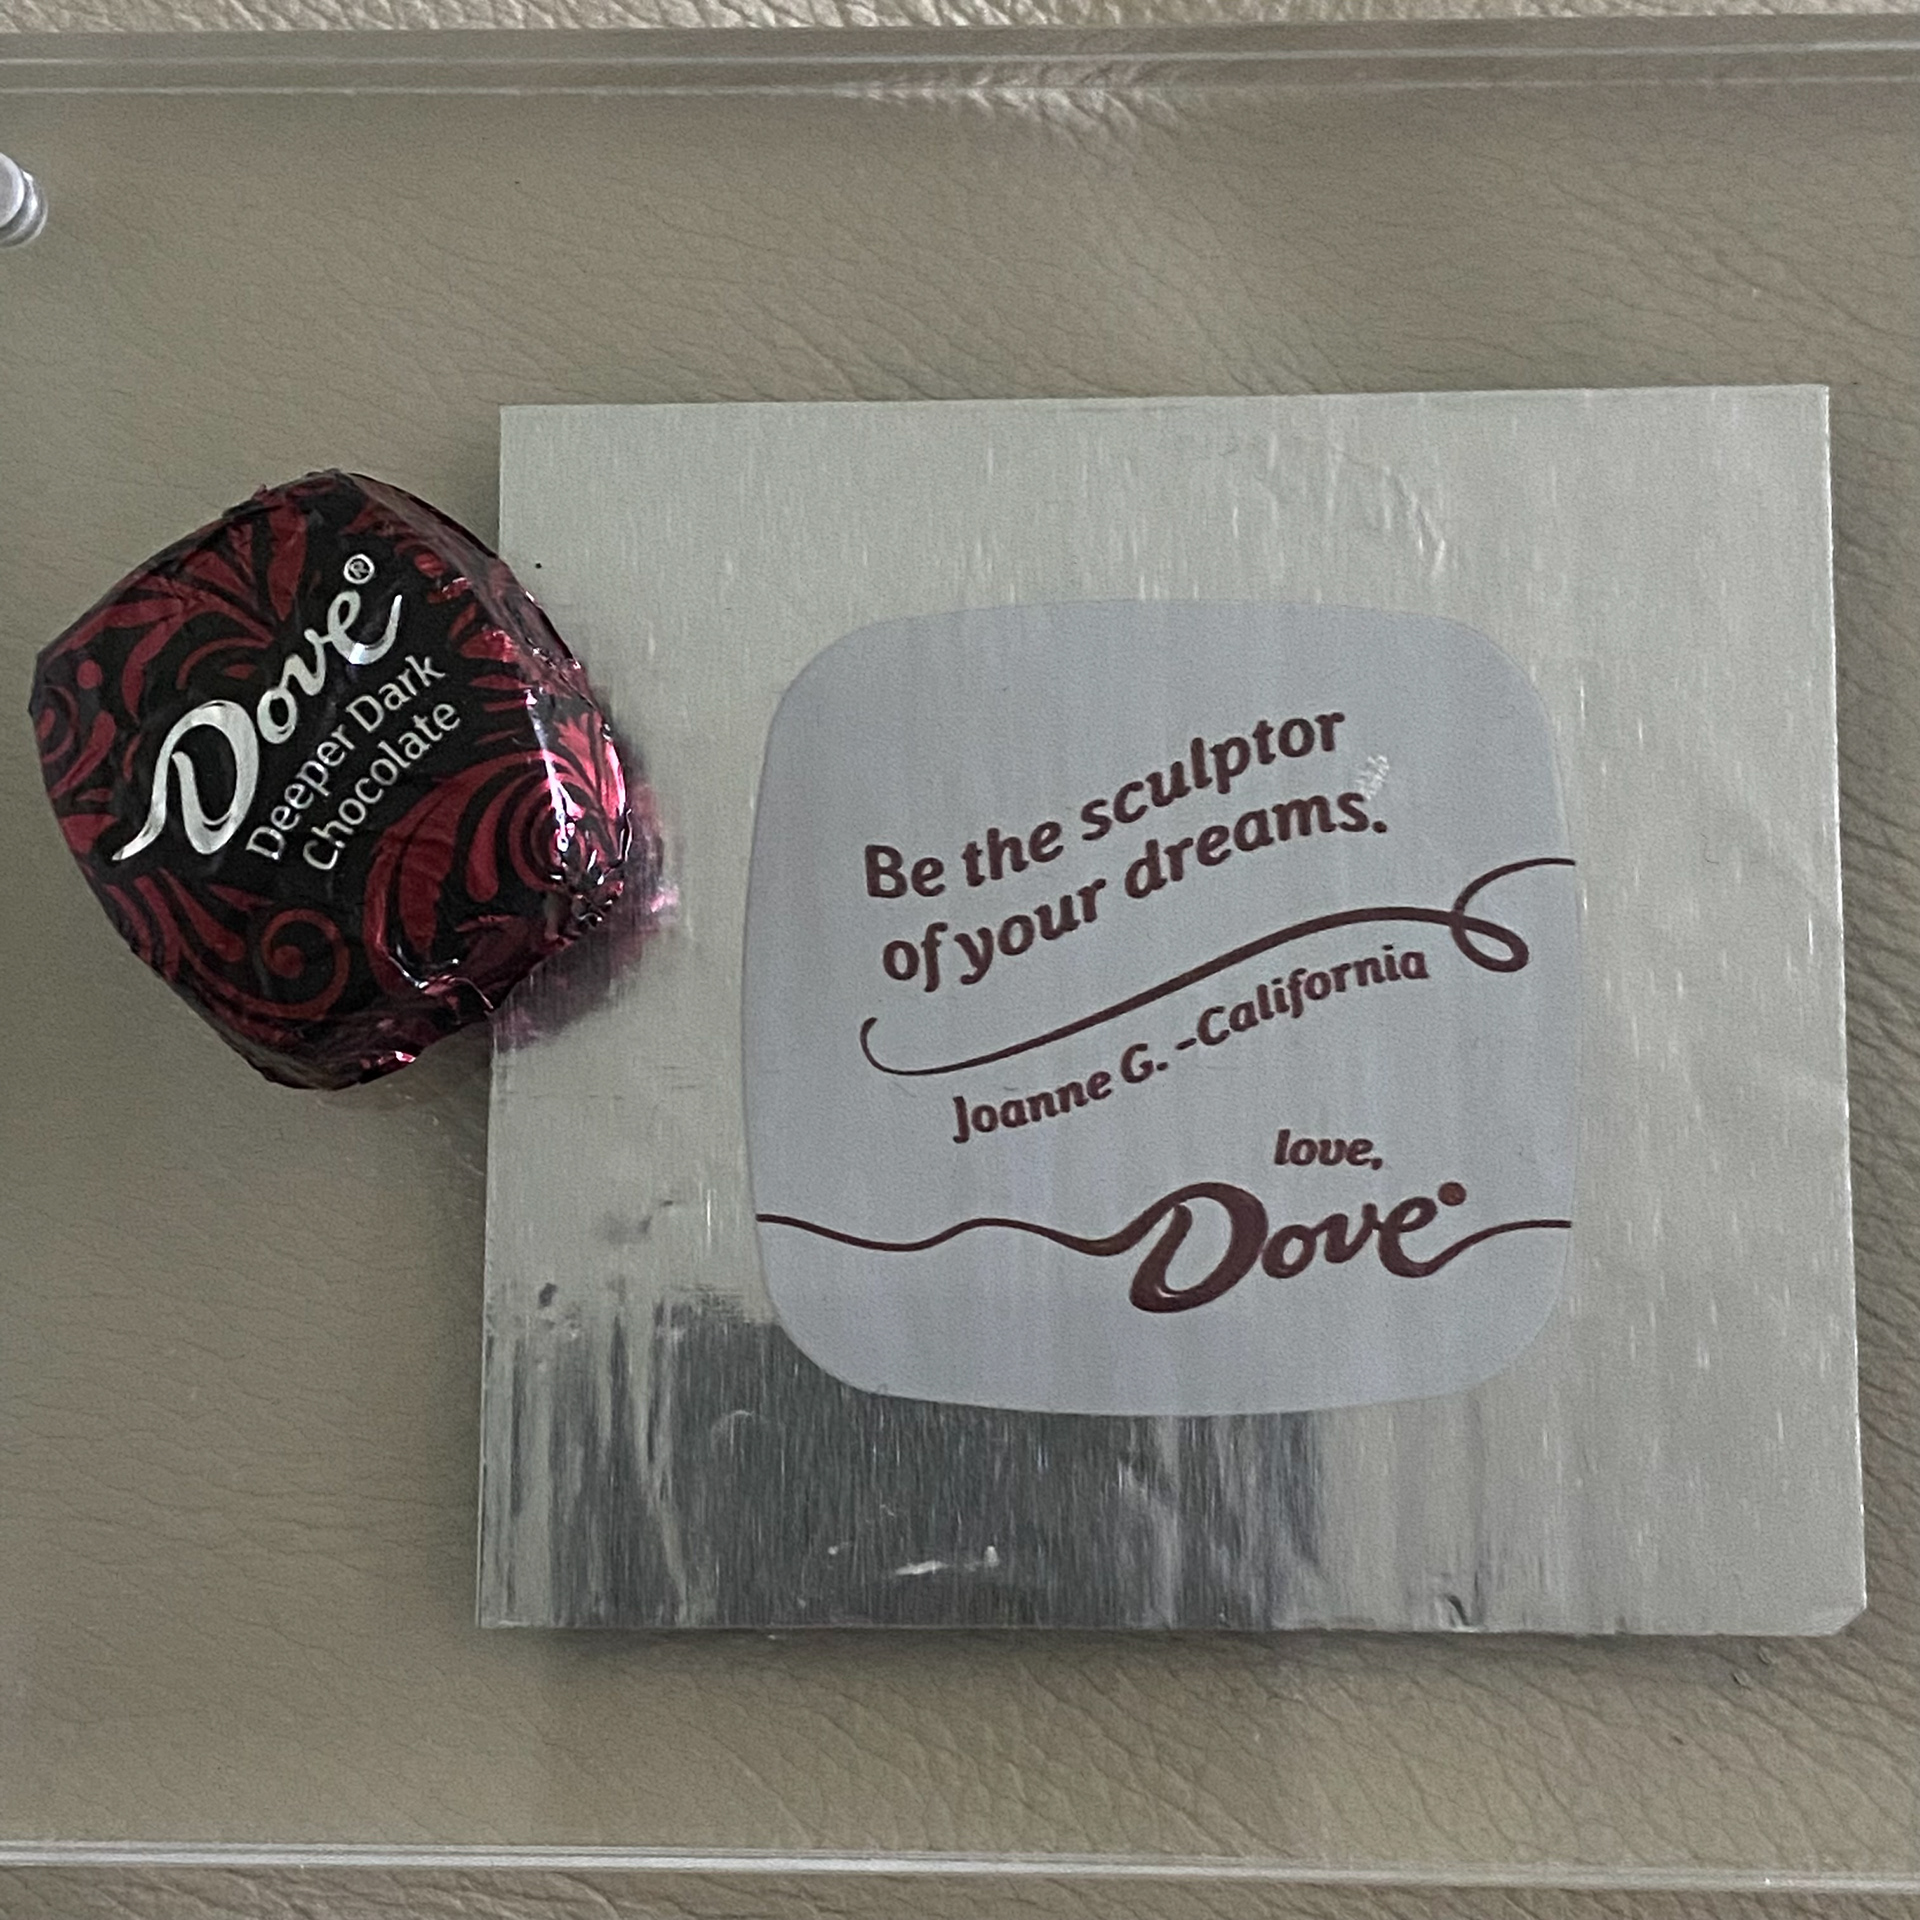 Dove®
Deeper Dark
chocolate
Be the sculptor
of your dreams.
Joanne G. -California
love,
Dove